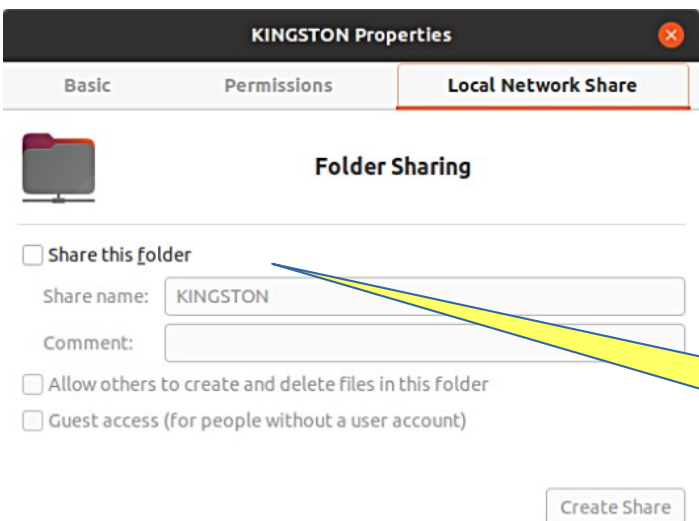 KINGSTON Properties
Basic Permissions Local Network Share
Folder Sharing
Share this folder
Share name: KINGSTON
Comment:
Allow others to create and delete files in this folder
Guest access (for people without a user account)
Create Share